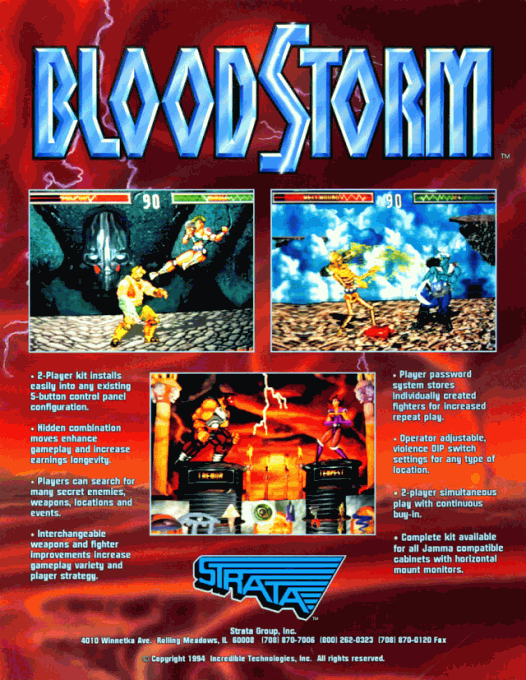 BLOODSTORM
TM
90
90
• 2-Player kit installs
easily into any existing
5-button control panel
configuration.
• Hidden combination
moves enhance
gameplay and increase
earnings longevity.
• Players can search for
many secret enemies,
weapons, locations and
events.
• Interchangeable
weapons and fighter
improvements increase
gameplay variety and
player strategy.
TREMOR
TEMPEST
• Player password
system stores
individually created
fighters for increased
repeat play.
• Operator adjustable,
violence DIP switch
settings for any type of
location.
• 2-player simultaneous
play with continuous
buy-in.
• Complete kit available
for all Jamma compatible
cabinets with horizontal
mount monitors.
STRATA
TM
Strata Group, Inc.
4010 Winnetka Ave. Rolling Meadows, IL 60008 (708) 870-7006 (800) 262-0323 (708) 870-0120 Fax
© Copyright 1994 Incredible Technologies, Inc. All rights reserved.